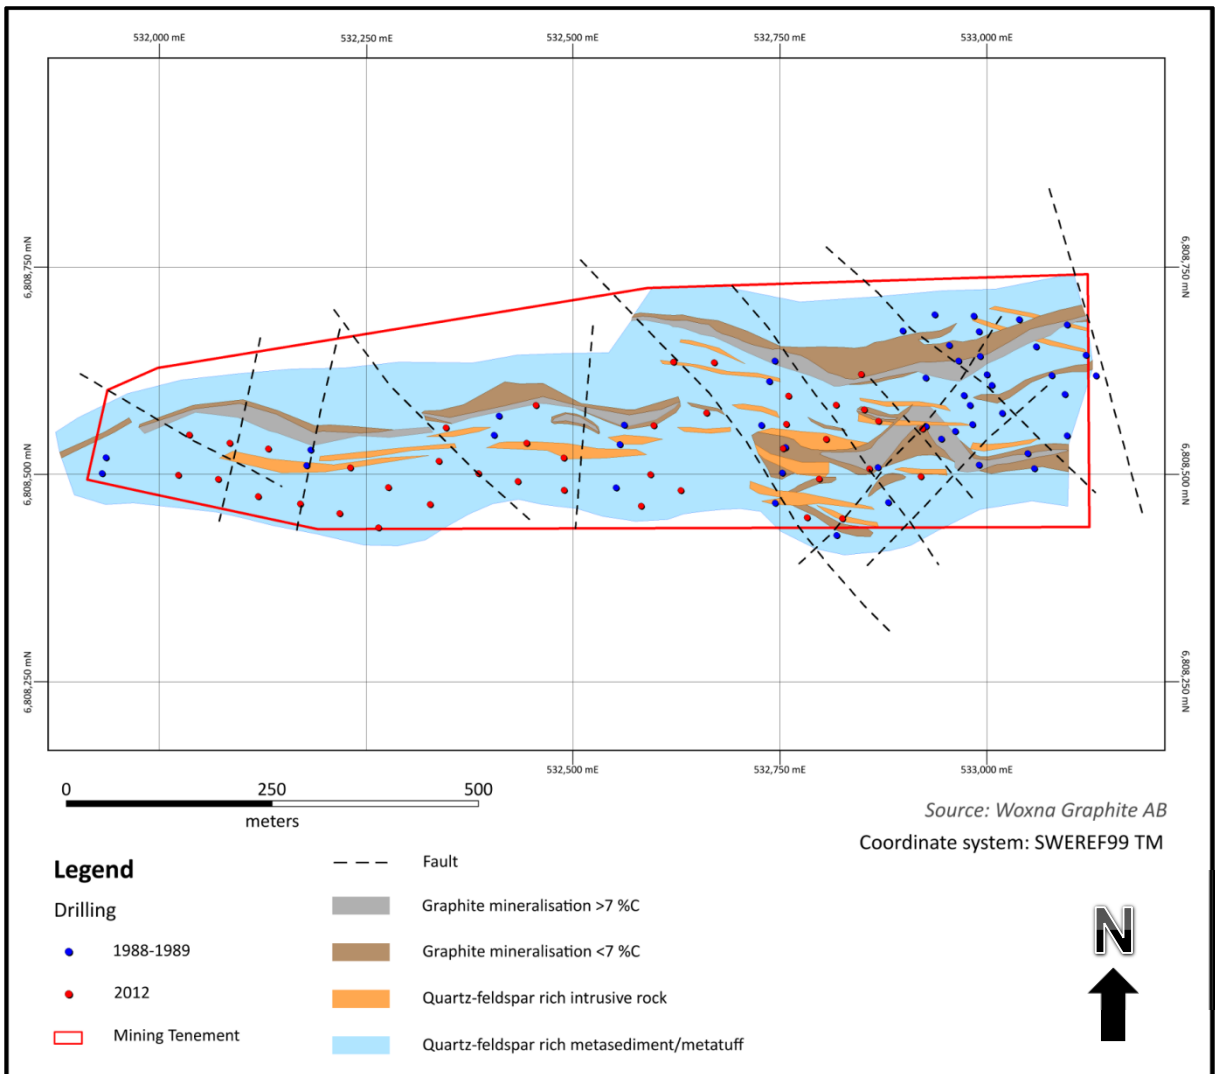 532,000 mE 532,250 mE 532,500 mE 532,750 mE 533,000 mE
6,808,750 mN 6,808,750 mN
6,808,500 mN 6,808,500 mN
6,808,250 mN 6,808,250 mN
532,500 mE 532,750 mE 533,000 mE
0 250 500
meters
Source: Woxna Graphite AB
Coordinate system: SWEREF99 TM
Legend
Drilling
1988-1989
2012
Mining Tenement
Fault
Graphite mineralisation >7 %C
Graphite mineralisation <7 %C
Quartz-feldspar rich intrusive rock
Quartz-feldspar rich metasediment/metatuff
N